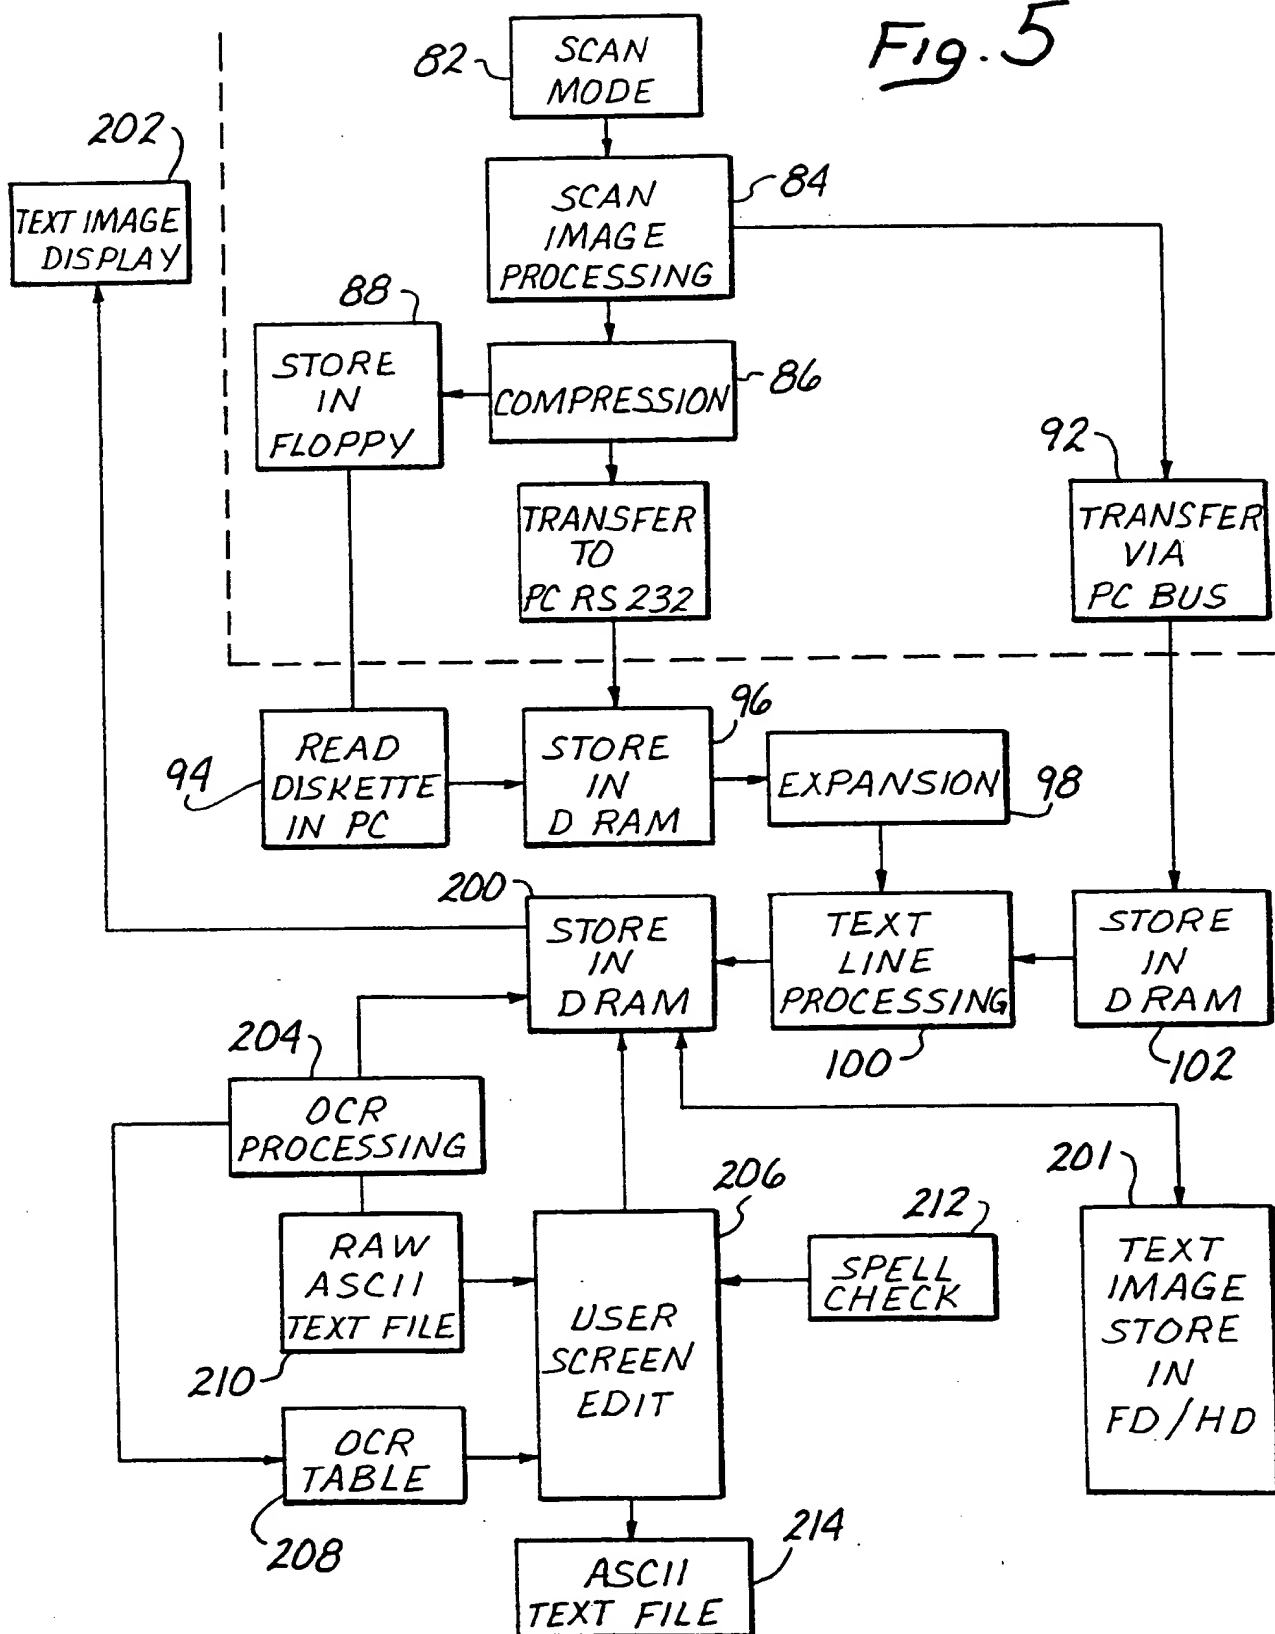 Fig. 5
82
SCAN
MODE
202
TEXT IMAGE
DISPLAY
84
SCAN
IMAGE
PROCESSING
88
STORE
IN
FLOPPY
86
COMPRESSION
92
TRANSFER
TO
PC RS 232
TRANSFER
VIA
PC BUS
94
READ
DISKETTE
IN PC
96
STORE
IN
D RAM
EXPANSION
98
200
STORE
IN
DRAM
TEXT
LINE
PROCESSING
100
STORE
IN
D RAM
102
204
OCR
PROCESSING
206
USER
SCREEN
EDIT
212
SPELL
CHECK
201
TEXT
IMAGE
STORE
IN
FD/HD
RAW
ASCII
TEXT FILE
210
OCR
TABLE
208
214
ASCII
TEXT FILE